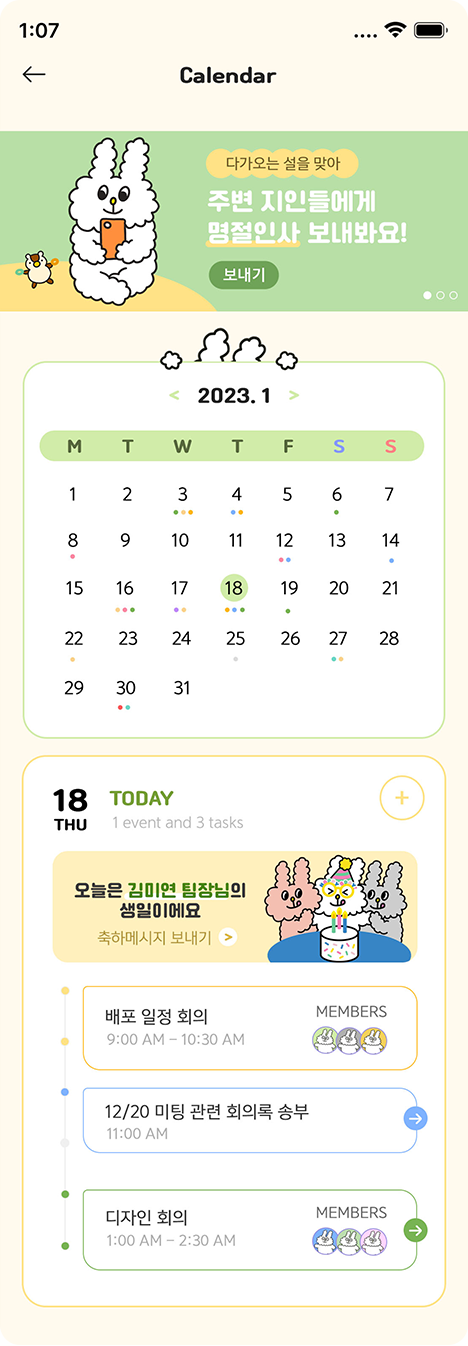 1:07
Calendar
다가오는 설을 맞아
주변 지인들에게
명절인사 보내봐요!
보내기
< 2023. 1 >
M T W T F S S
1 2 3 4 5 6 7
8 9 10 11 12 13 14
15 16 17 18 19 20 21
22 23 24 25 26 27 28
29 30 31
18 TODAY
THU 1 event and 3 tasks
오늘은 김미연 팀장님의
생일이에요
축하메시지 보내기 >
배포 일정 회의
9:00 AM – 10:30 AM
MEMBERS
12/20 미팅 관련 회의록 송부
11:00 AM
디자인 회의
1:00 AM – 2:30 AM
MEMBERS